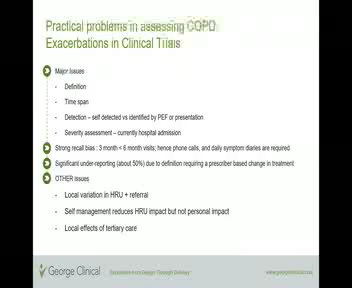 Practical problems in assessing COPD
Exacerbations in Clinical Trials
Major Issues
- Definition
- Time span
- Detection – self detected vs identified by PEF or presentation
- Severity assessment – currently hospital admission
Strong recall bias : 3 month < 6 month visits; hence phone calls, and daily symptom diaries are required
Significant under-reporting (about 50%) due to definition requiring a prescriber based change in treatment
OTHER issues
- Local variation in HRU + referral
- Self management reduces HRU impact but not personal impact
- Local effects of tertiary care
George Clinical